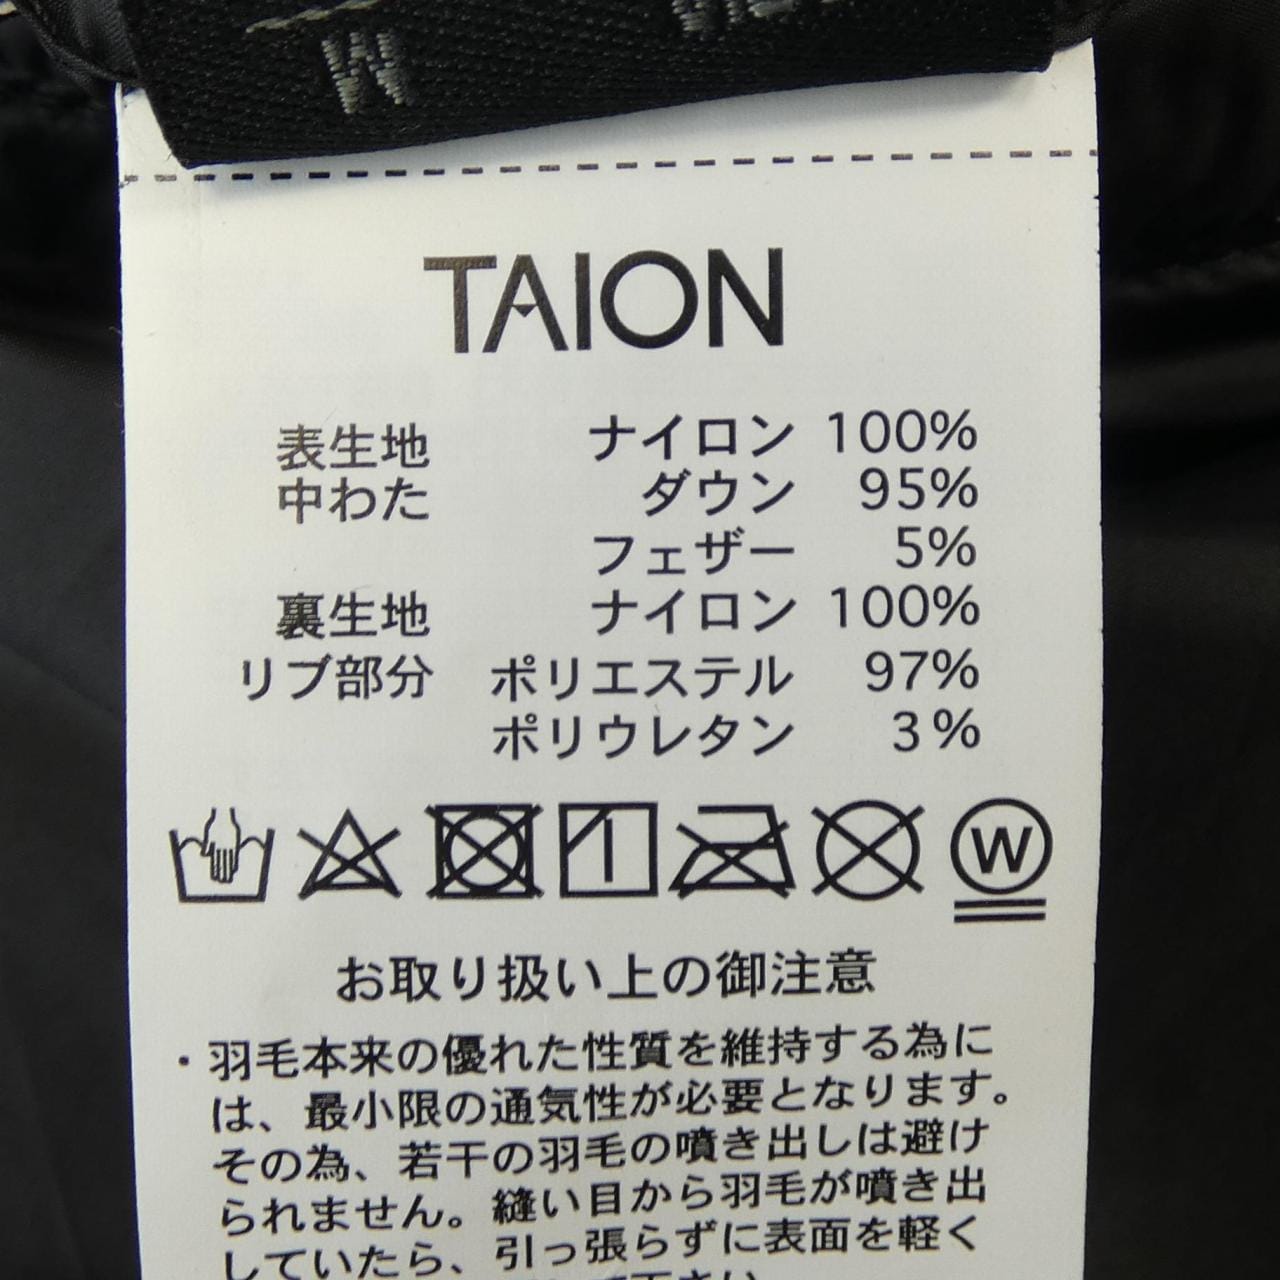 TAION
表生地 ナイロン 100%
中わた ダウン 95%
フェザー 5%
裏生地 ナイロン 100%
リブ部分 ポリエステル 97%
ポリウレタン 3%
W
お取り扱い上の御注意
・羽毛本来の優れた性質を維持する為に
は、最小限の通気性が必要となります。
その為、若干の羽毛の噴き出しは避け
られません。縫い目から羽毛が噴き出
していたら、引っ張らずに表面を軽く